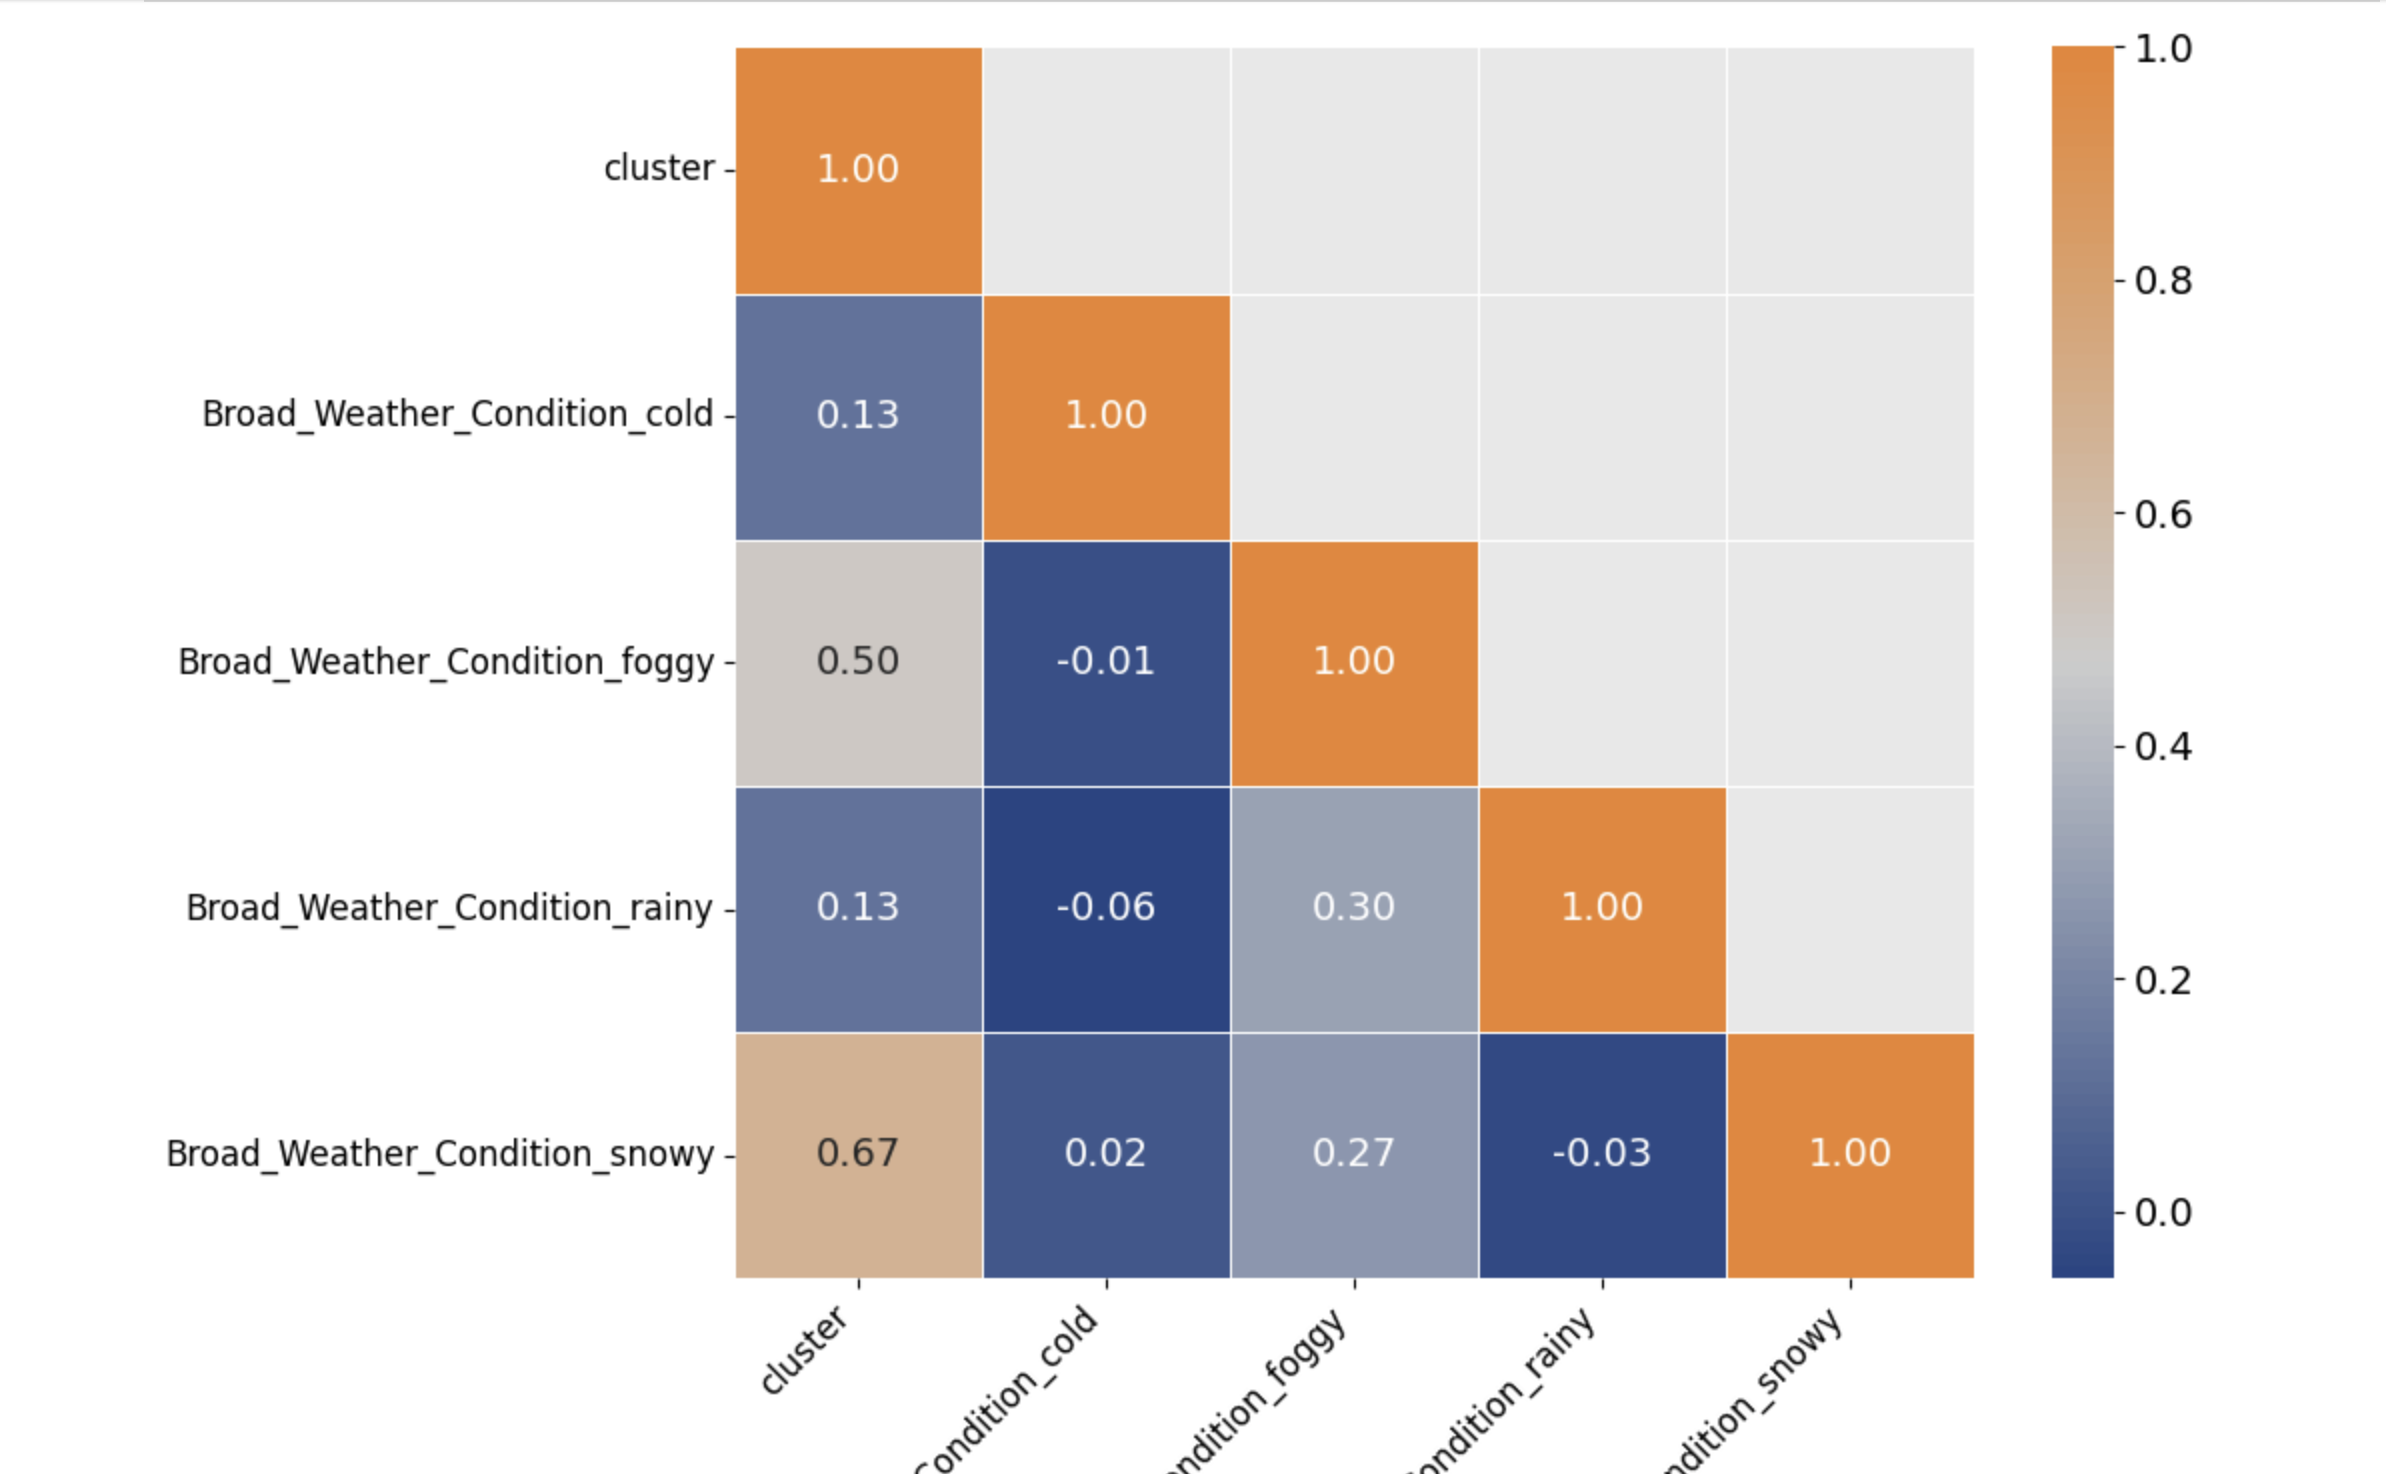 1.0
cluster 1.00
0.8
Broad_Weather_Condition_cold 0.13 1.00
0.6
Broad_Weather_Condition_foggy 0.50 -0.01 1.00
0.4
Broad_Weather_Condition_rainy 0.13 -0.06 0.30 1.00
0.2
Broad_Weather_Condition_snowy 0.67 0.02 0.27 -0.03 1.00
0.0
cluster
Condition_cold
ondition_foggy
ondition_rainy
ndition_snowy